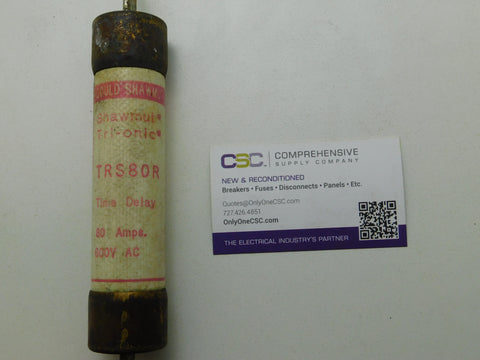 GOULD SHAWM
Shawmut®
Tri-onic®
TRS80R
Time Delay
80 Amps.
600V AC
CSC. COMPREHENSIVE
SUPPLY COMPANY
NEW & RECONDITIONED
Breakers • Fuses • Disconnects • Panels • Etc.
Quotes@OnlyOneCSC.com
727.426.4651
OnlyOneCSC.com
THE ELECTRICAL INDUSTRY'S PARTNER